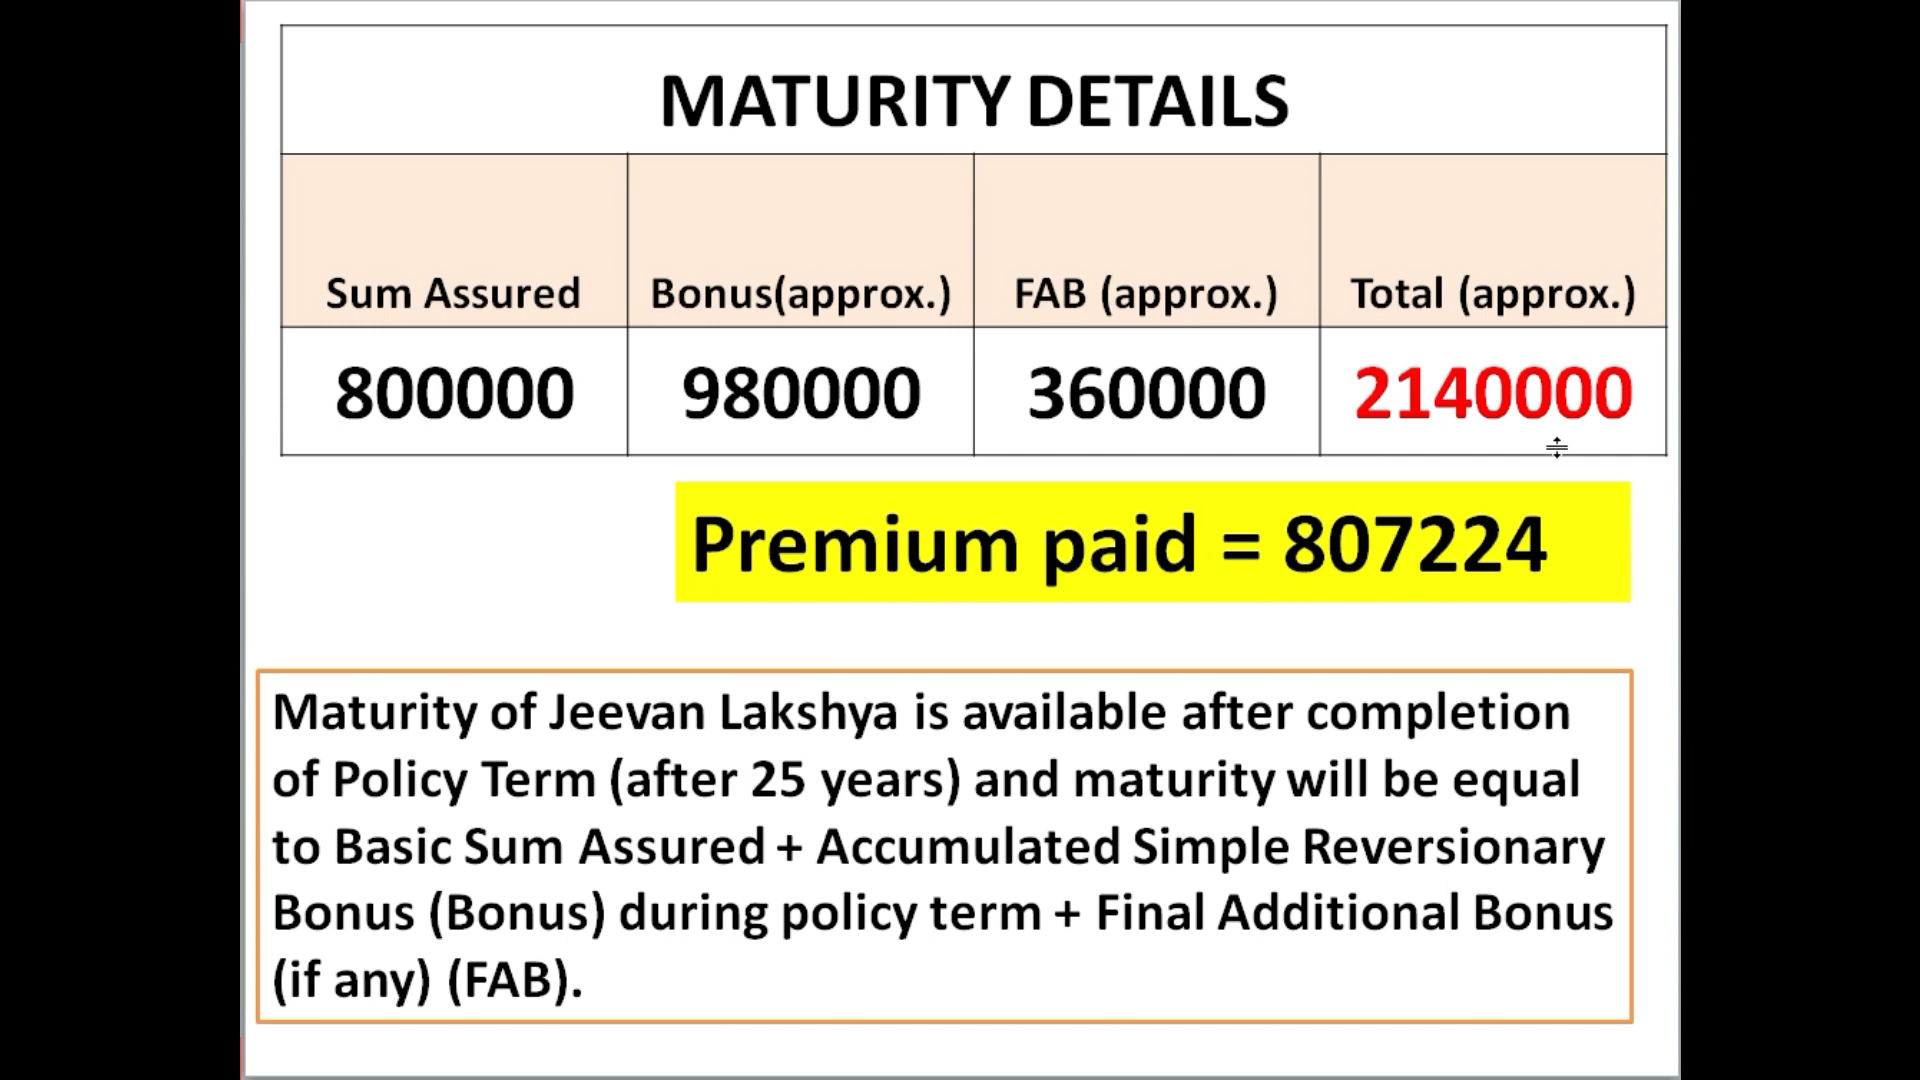 MATURITY DETAILS
Sum Assured Bonus(approx.) FAB (approx.) Total (approx.)
800000 980000 360000 2140000
Premium paid = 807224
Maturity of Jeevan Lakshya is available after completion
of Policy Term (after 25 years) and maturity will be equal
to Basic Sum Assured + Accumulated Simple Reversionary
Bonus (Bonus) during policy term + Final Additional Bonus
(if any) (FAB).